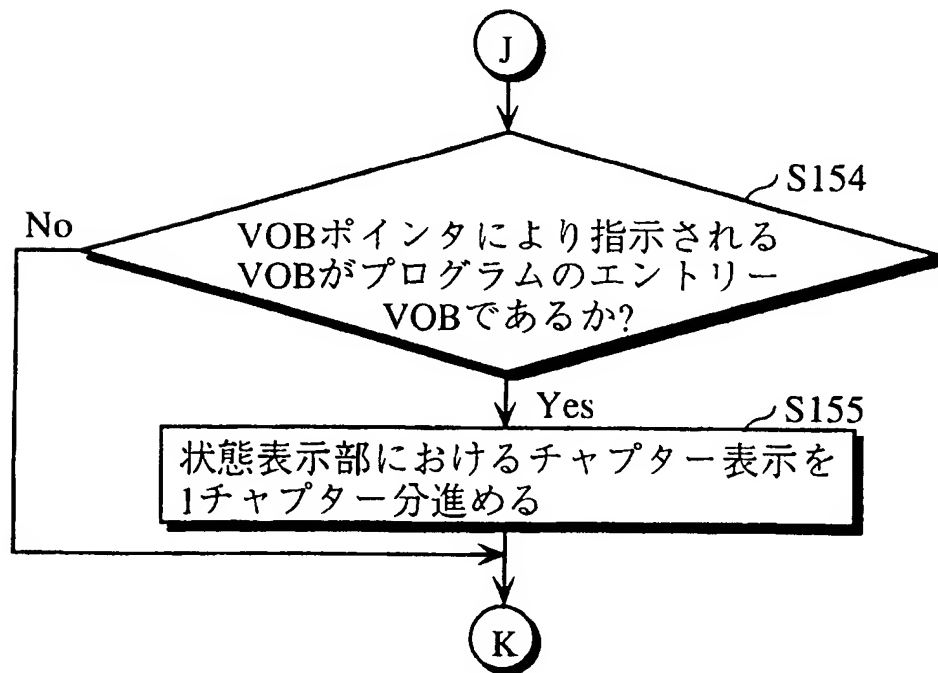 J
S154
No
VOBポインタにより指示される
VOBがプログラムのエントリー
VOBであるか?
Yes
S155
状態表示部におけるチャプター表示を
1チャプター分進める
K